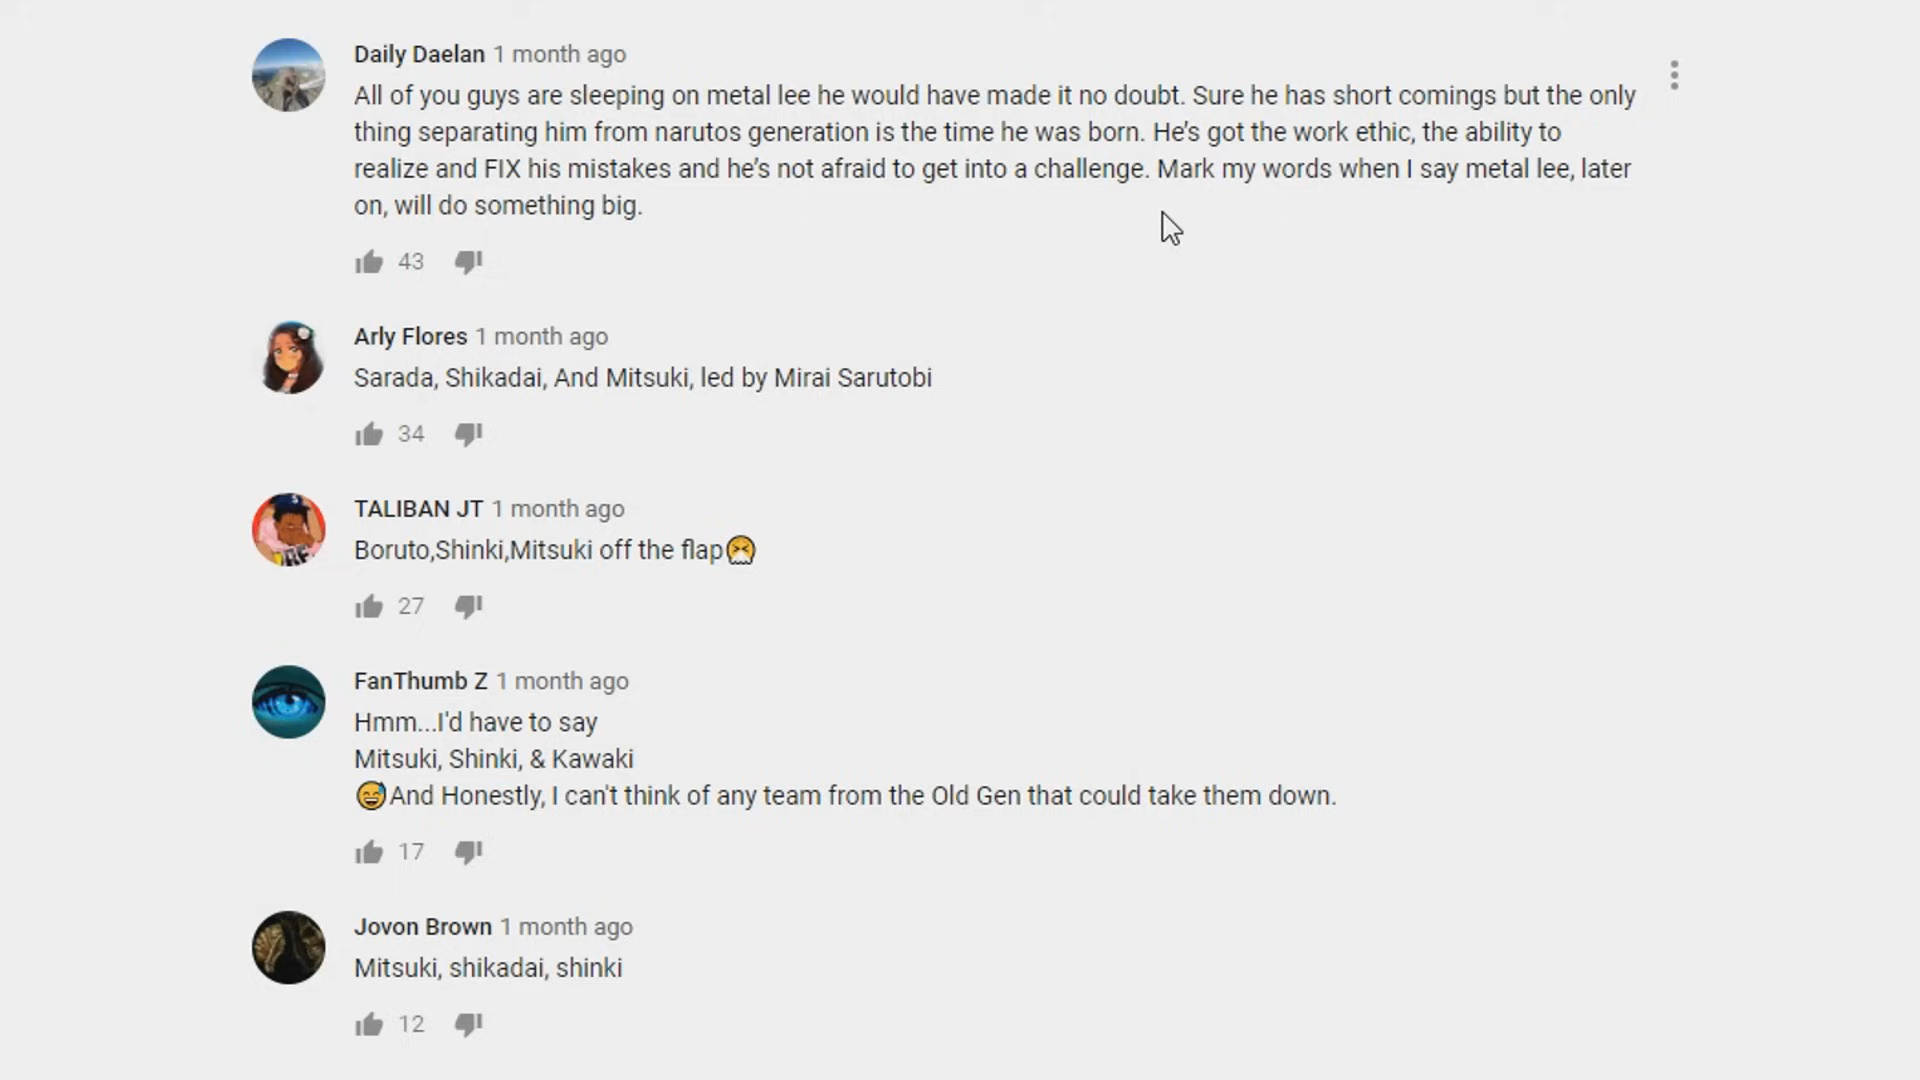 Daily Daelan 1 month ago
All of you guys are sleeping on metal lee he would have made it no doubt. Sure he has short comings but the only
thing separating him from narutos generation is the time he was born. He's got the work ethic, the ability to
realize and FIX his mistakes and he's not afraid to get into a challenge. Mark my words when I say metal lee, later
on, will do something big.
43
Arly Flores 1 month ago
Sarada, Shikadai, And Mitsuki, led by Mirai Sarutobi
34
TALIBAN JT 1 month ago
Boruto,Shinki,Mitsuki off the flap🤧
27
FanThumb Z 1 month ago
Hmm...I'd have to say
Mitsuki, Shinki, & Kawaki
😅And Honestly, I can't think of any team from the Old Gen that could take them down.
17
Jovon Brown 1 month ago
Mitsuki, shikadai, shinki
12